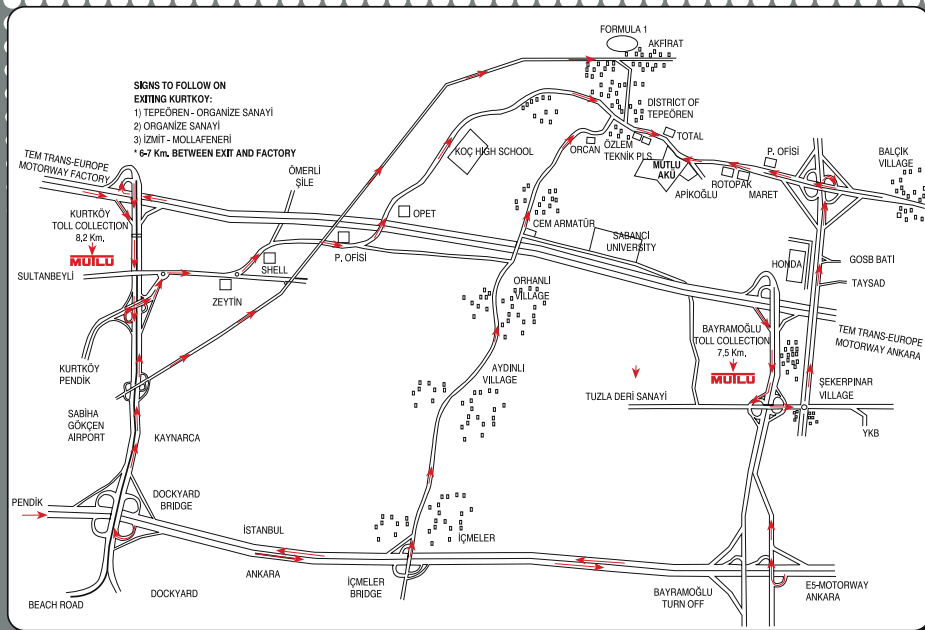 FORMULA 1
AKFIRAT
SIGNS TO FOLLOW ON
EXITING KURTKOY:
1) TEPEÖREN - ORGANIZE SANAYİ
2) ORGANIZE SANAYİ
3) İZMİT - MOLLAFENERİ
* 6-7 Km. BETWEEN EXIT AND FACTORY
DISTRICT OF
TEPEÖREN
TOTAL
KOÇ HIGH SCHOOL
ORCAN
ÖZLEM
TEKNİK PLS
MUTLU
AKÜ
P. OFİSİ
BALÇIK
VILLAGE
APİKOĞLU
ROTOPAK
MARET
TEM TRANS-EUROPE
MOTORWAY FACTORY
ÖMERLİ
ŞİLE
KURTKÖY
TOLL COLLECTION
8,2 Km.
MUTLU
OPET
CEM ARMATÜR
SABANCİ
UNIVERSITY
SULTANBEYLİ
SHELL
P. OFİSİ
ZEYTİN
HONDA
GOSB BATI
TAYSAD
ORHANLI
VILLAGE
BAYRAMOĞLU
TOLL COLLECTION
7,5 Km.
MUTLU
TEM TRANS-EUROPE
MOTORWAY ANKARA
KURTKÖY
PENDİK
AYDINLI
VILLAGE
TUZLA DERİ SANAYİ
ŞEKERPINAR
VILLAGE
SABİHA
GÖKÇEN
AIRPORT
KAYNARCA
YKB
PENDİK
DOCKYARD
BRIDGE
İSTANBUL
İÇMELER
ANKARA
İÇMELER
BRIDGE
BEACH ROAD
DOCKYARD
BAYRAMOĞLU
TURN OFF
E5-MOTORWAY
ANKARA